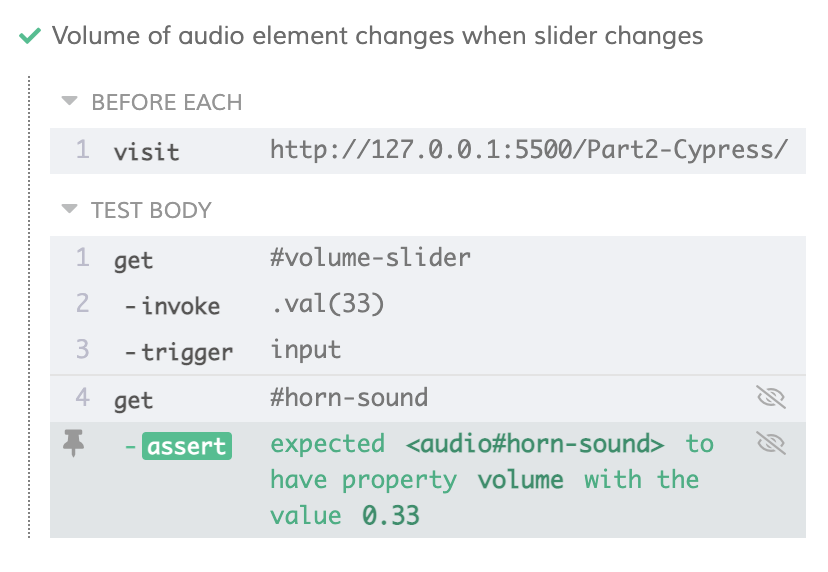 Volume of audio element changes when slider changes
BEFORE EACH
1 visit http://127.0.0.1:5500/Part2-Cypress/
TEST BODY
1 get #volume-slider
2 -invoke .val(33)
3 -trigger input
4 get #horn-sound
-assert expected <audio#horn-sound> to
have property volume with the
value 0.33